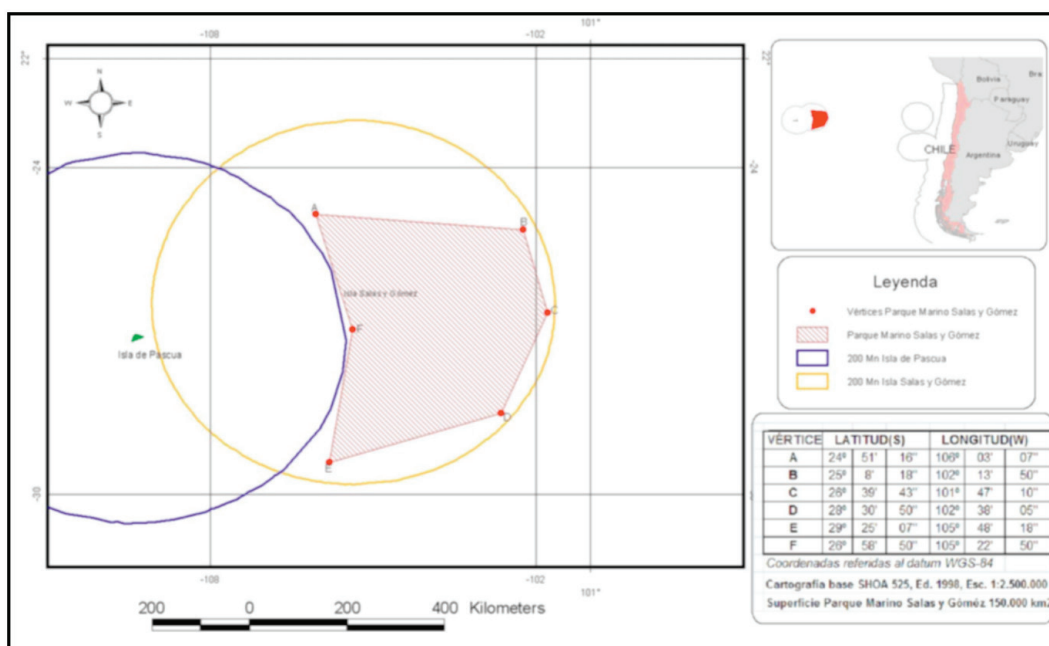 101°
-108
-102
22°
22°
N
W
E
S
-24
-24
A
B
Isla Salas y Gómez
C
F
Isla de Pascua
D
E
-30
-30
-108
-102
101°
200 0 200 400 Kilometers
Bolivia
Bra
Paraguay
Uruguay
CHILE
Argentina
Leyenda
Vértices Parque Marino Salas y Gómez
Parque Marino Salas y Gómez
200 Mn Isla de Pascua
200 Mn Isla Salas y Gómez
VÉRTICE LATITUD(S) LONGITUD(W)
A 24º 51' 16" 106º 03' 07"
B 25º 8' 18" 102º 13' 50"
C 26º 39' 43" 101º 47' 10"
D 28º 30' 50" 102º 38' 05"
E 29º 25' 07" 105º 48' 18"
F 26º 58' 50" 105º 22' 50"
Coordenadas referidas al datum WGS-84
Cartografía base SHOA 525, Ed. 1998, Esc. 1:2.500.000
Superficie Parque Marino Salas y Góméz 150.000 km2